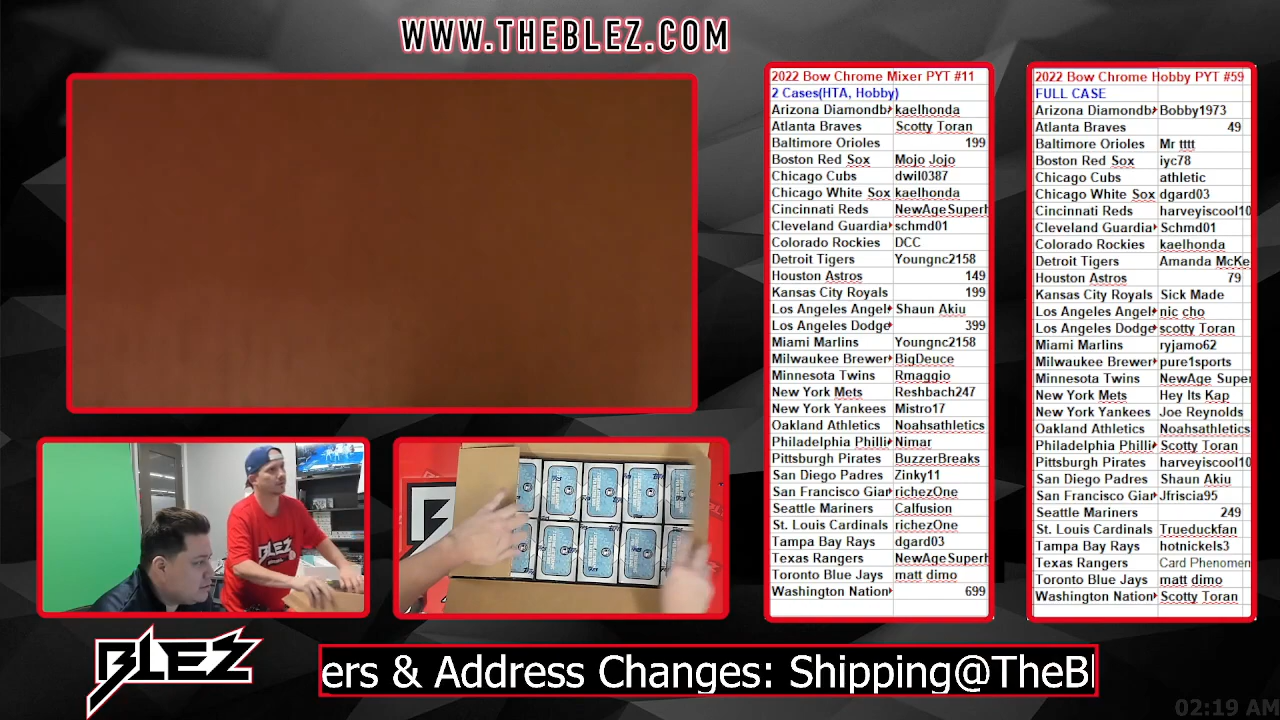 WWW.THEBLEZ.COM
2022 Bow Chrome Mixer PYT #11
2 Cases(HTA, Hobby)
Arizona Diamondb kaelhonda
Atlanta Braves Scotty Toran
Baltimore Orioles 199
Boston Red Sox Mojo Jojo
Chicago Cubs dwil0387
Chicago White Sox kaelhonda
Cincinnati Reds NewAgeSuperh
Cleveland Guardia schmd01
Colorado Rockies DCC
Detroit Tigers Youngnc2158
Houston Astros 149
Kansas City Royals 199
Los Angeles Angel Shaun Akiu
Los Angeles Dodge 399
Miami Marlins Youngnc2158
Milwaukee Brewer BigDeuce
Minnesota Twins Rmaggio
New York Mets Reshbach247
New York Yankees Mistro17
Oakland Athletics Noahsathletics
Philadelphia Philli Nimar
Pittsburgh Pirates BuzzerBreaks
San Diego Padres Zinky11
San Francisco Giar richezOne
Seattle Mariners Calfusion
St. Louis Cardinals richezOne
Tampa Bay Rays dgard03
Texas Rangers NewAgeSuperh
Toronto Blue Jays matt dimo
Washington Nation 699
2022 Bow Chrome Hobby PYT #59
FULL CASE
Arizona Diamondb Bobby1973
Atlanta Braves 49
Baltimore Orioles Mr tttt
Boston Red Sox iyc78
Chicago Cubs athletic
Chicago White Sox dgard03
Cincinnati Reds harveyiscool10
Cleveland Guardia Schmd01
Colorado Rockies kaelhonda
Detroit Tigers Amanda McKe
Houston Astros 79
Kansas City Royals Sick Made
Los Angeles Angel nic cho
Los Angeles Dodge scotty Toran
Miami Marlins ryjamo62
Milwaukee Brewer pure1sports
Minnesota Twins NewAge Super
New York Mets Hey Its Kap
New York Yankees Joe Reynolds
Oakland Athletics Noahsathletics
Philadelphia Philli Scotty Toran
Pittsburgh Pirates harveyiscool10
San Diego Padres Shaun Akiu
San Francisco Giar Jfriscia95
Seattle Mariners 249
St. Louis Cardinals Trueduckfan
Tampa Bay Rays hotnickels3
Texas Rangers Card Phenomen
Toronto Blue Jays matt dimo
Washington Nation Scotty Toran
BLEZ
BLEZ
ers & Address Changes: Shipping@TheBl
02:19 AM